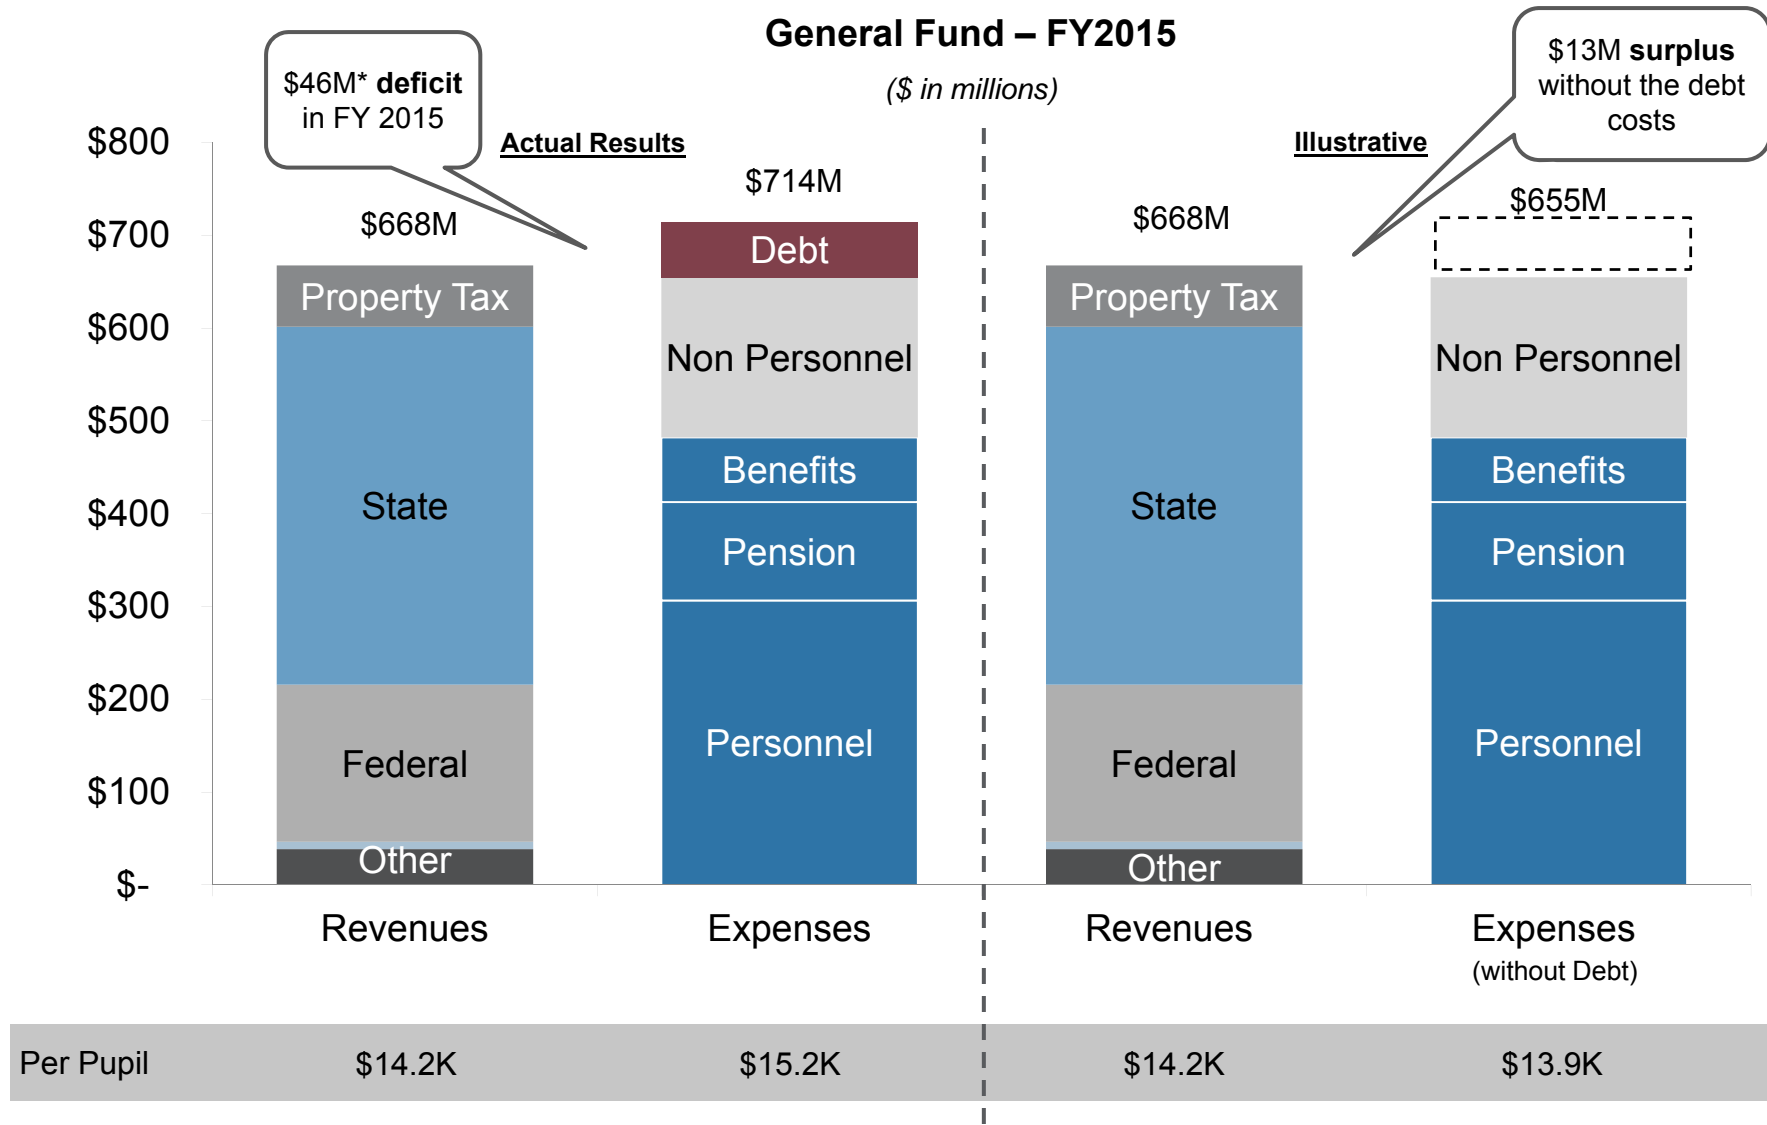 General Fund – FY2015
($ in millions)
$46M* deficit
in FY 2015
$13M surplus
without the debt
costs
Actual Results
Illustrative
$800
$700
$600
$500
$400
$300
$200
$100
$-
$668M
Property Tax
State
Federal
Other
$714M
Debt
Non Personnel
Benefits
Pension
Personnel
$668M
Property Tax
State
Federal
Other
$655M
Non Personnel
Benefits
Pension
Personnel
Revenues
Expenses
Revenues
Expenses
(without Debt)
Per Pupil $14.2K $15.2K $14.2K $13.9K